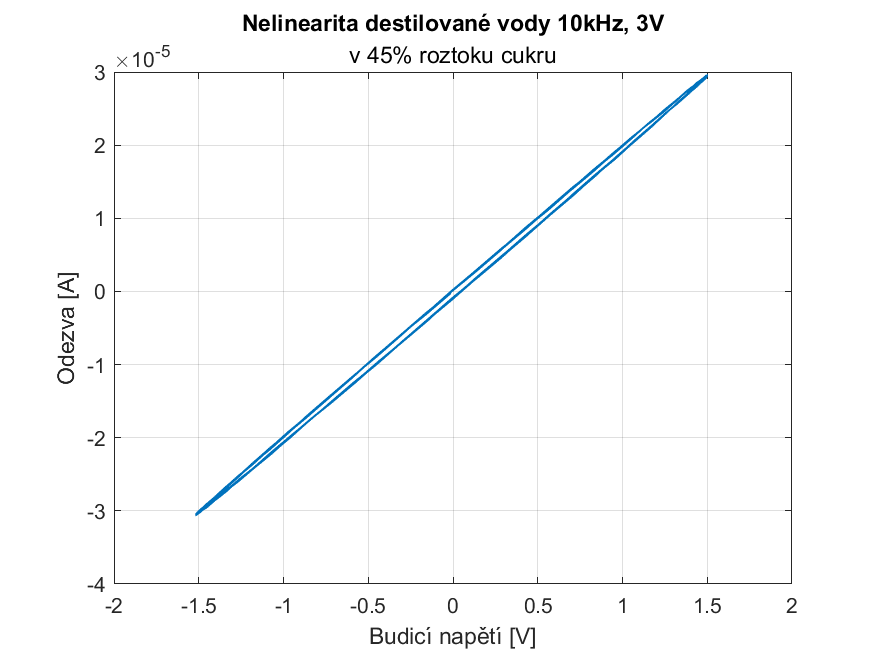 Nelinearita destilované vody 10kHz, 3V
v 45% roztoku cukru
×10-5
3
2
1
0
-1
-2
-3
-4
Odezva [A]
-2 -1.5 -1 -0.5 0 0.5 1 1.5 2
Budicí napětí [V]